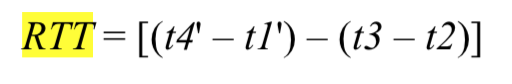 RTT = [(t4' – t1') – (t3 – t2)]